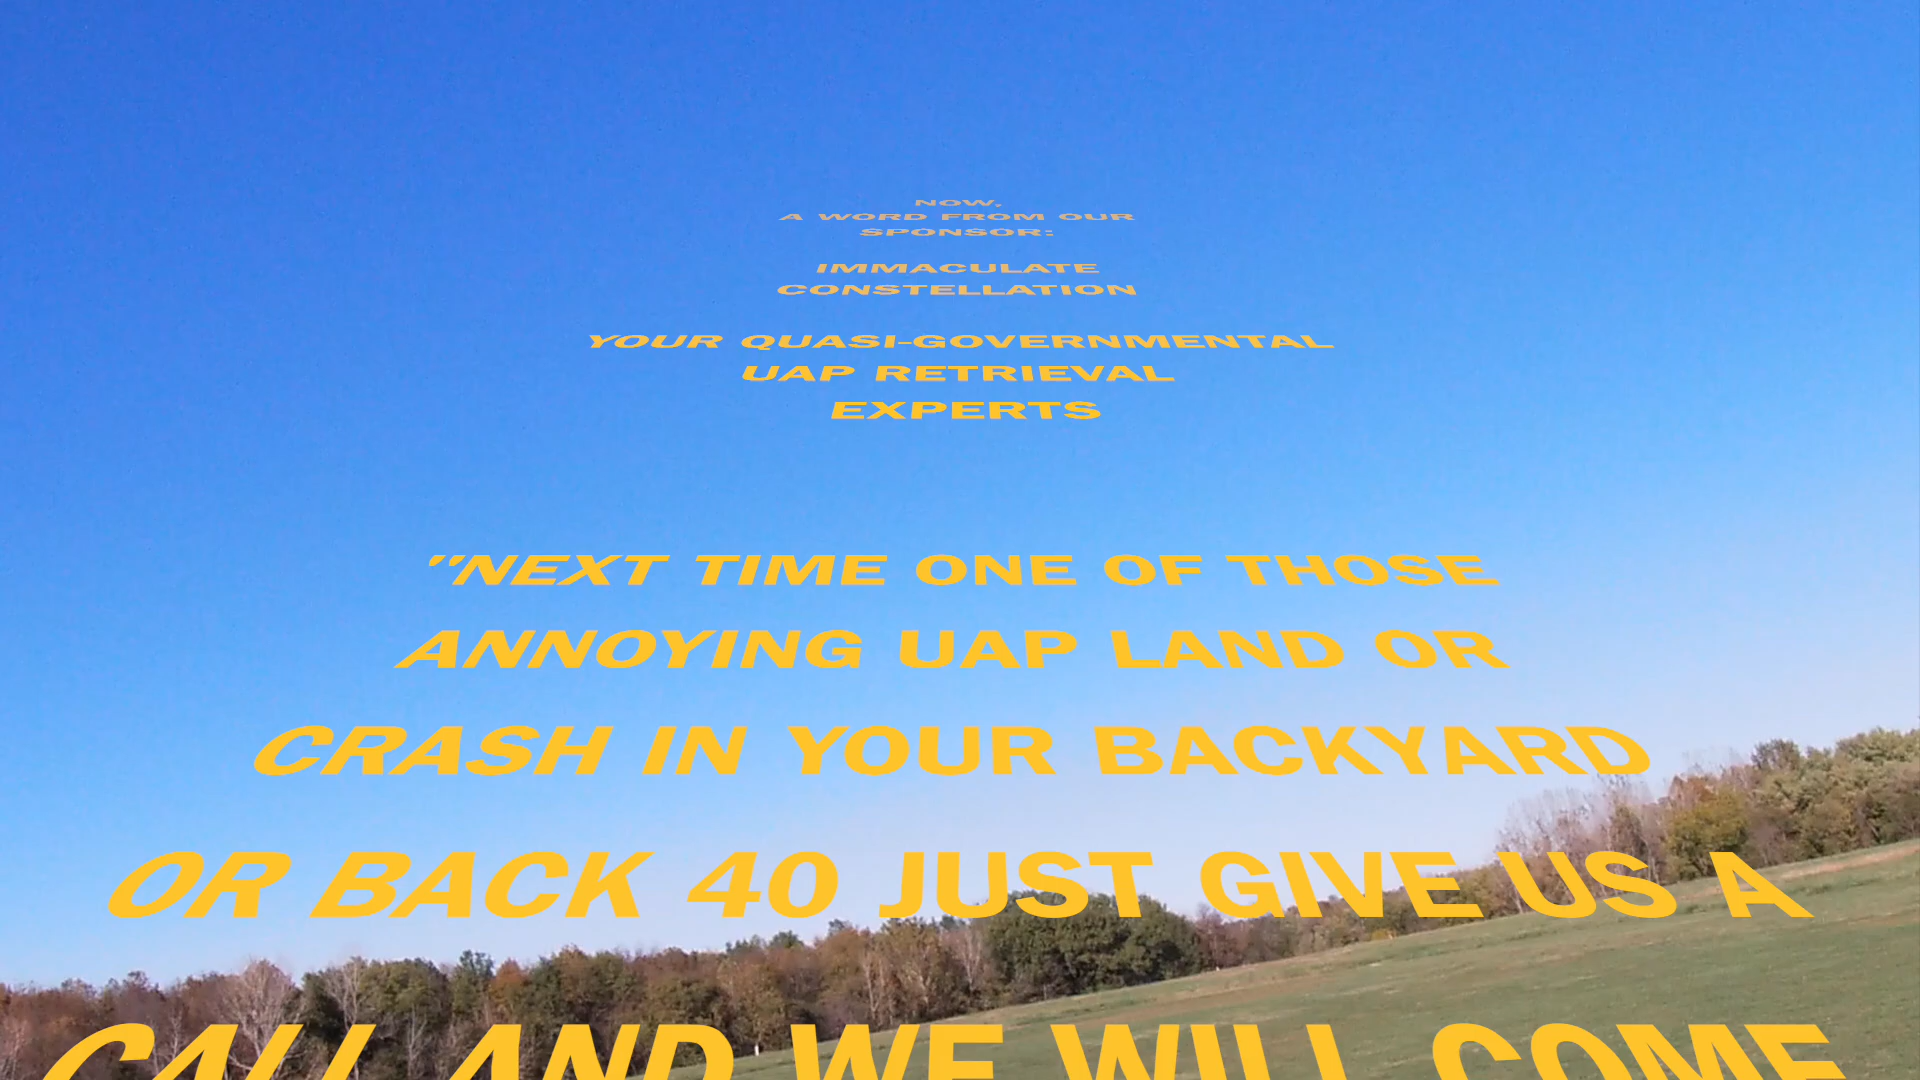 NOW,
A WORD FROM OUR
SPONSOR:
IMMACULATE
CONSTELLATION
YOUR QUASI-GOVERNMENTAL
UAP RETRIEVAL
EXPERTS
"NEXT TIME ONE OF THOSE
ANNOYING UAP LAND OR
CRASH IN YOUR BACKYARD
OR BACK 40 JUST GIVE US A
CALL AND WE WILL COME